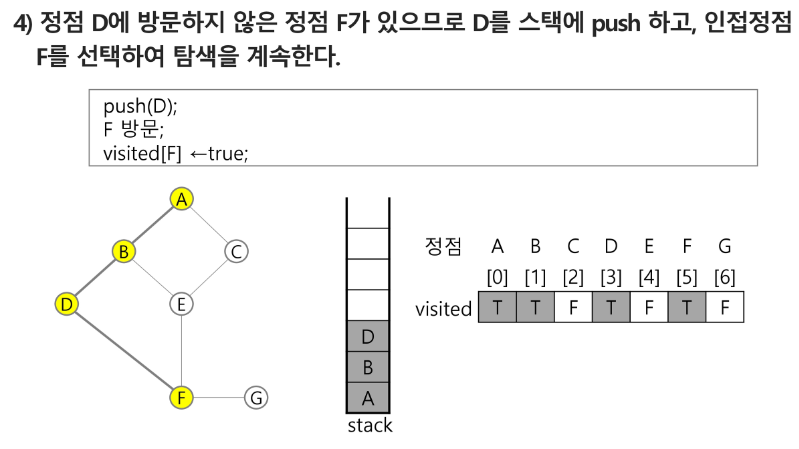 4) 정점 D에 방문하지 않은 정점 F가 있으므로 D를 스택에 push 하고, 인접정점
F를 선택하여 탐색을 계속한다.
push(D);
F 방문;
visited[F] ←true;
A
B
C
D
E
F
G
D
B
A
stack
정점 A B C D E F G
[0] [1] [2] [3] [4] [5] [6]
visited T T F T F T F